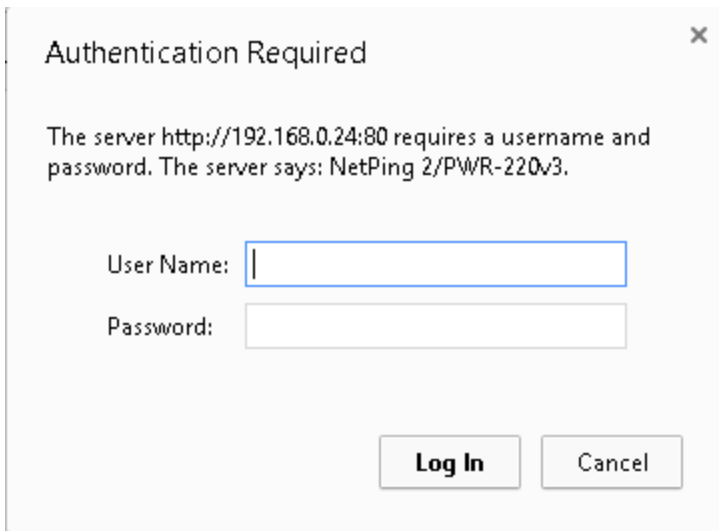 Authentication Required
The server http://192.168.0.24:80 requires a username and
password. The server says: NetPing 2/PWR-220v3.
User Name:
Password:
Log In Cancel